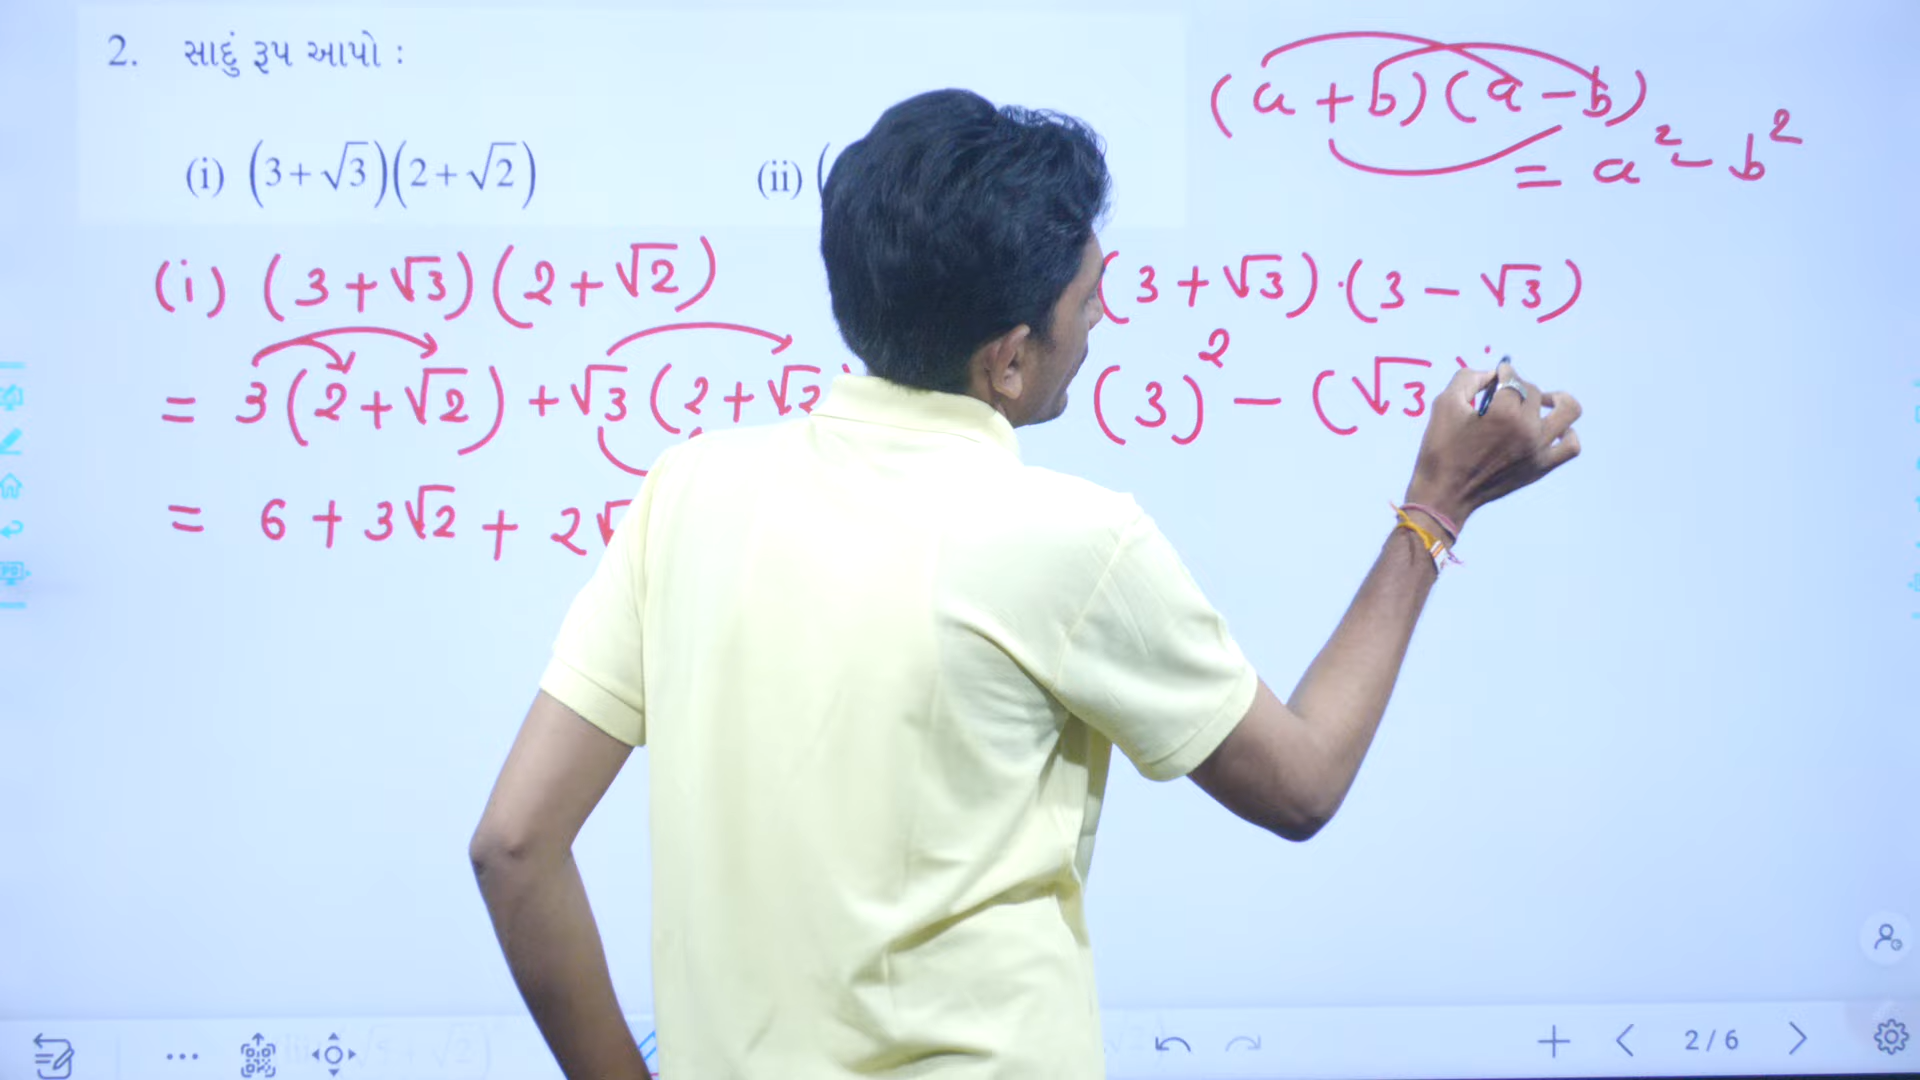 2. સાદું રૂપ આપો :
(i) (3+√3)(2+√2)
(ii) (
(a+b)(a-b)
= a² - b²
(i) (3+√3)(2+√2)
= 3(2+√2) + √3(2+√2
= 6 + 3√2 + 2√
(3+√3)·(3-√3)
(3)² - (√3
2/6